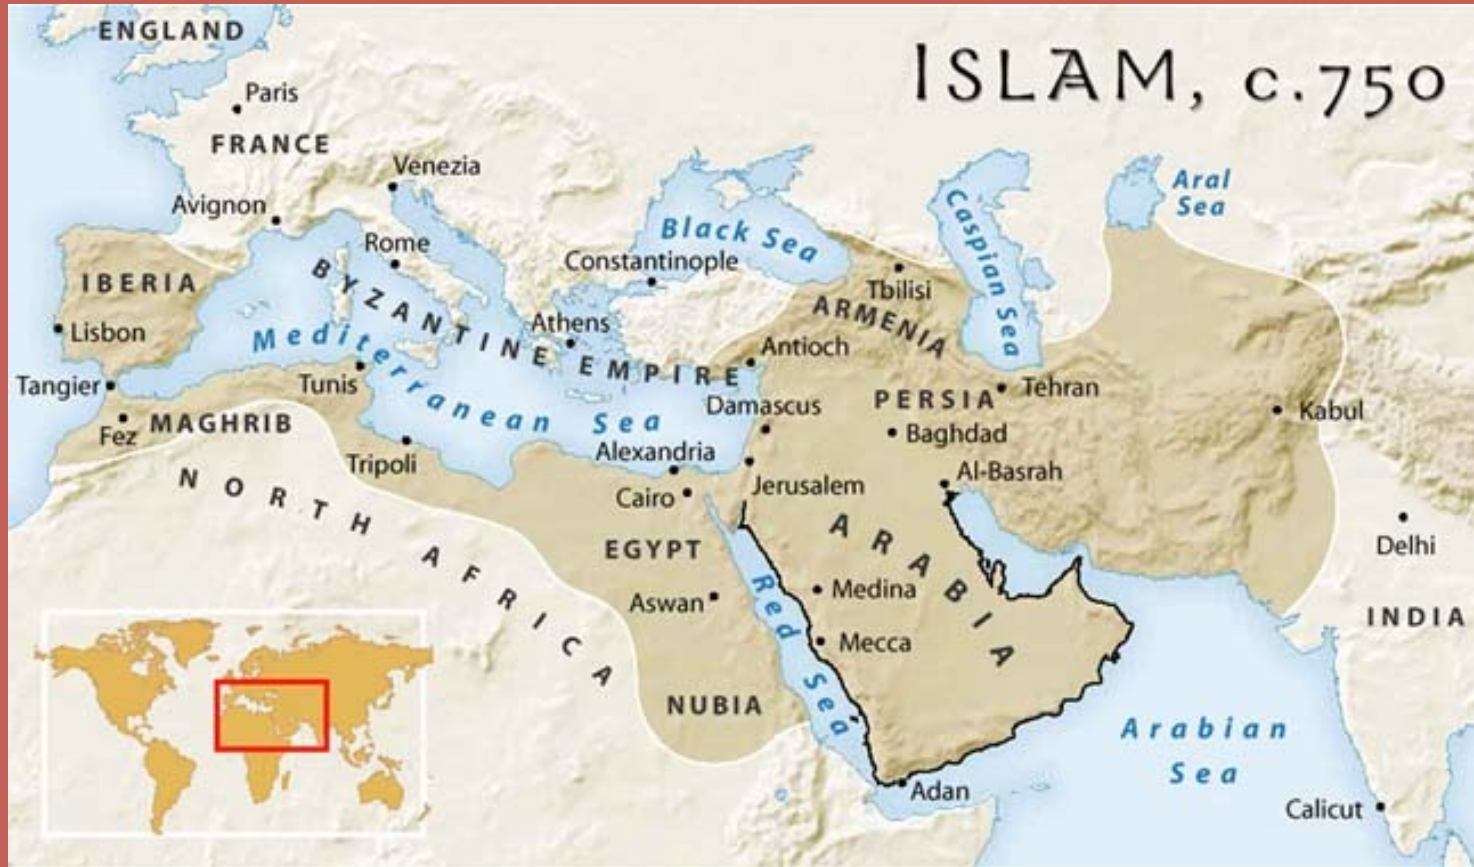 ISLAM, c.750
ENGLAND
Paris
FRANCE
Venezia
Avignon
Aral
Sea
Caspian Sea
Black Sea
Rome
Constantinople
IBERIA
BYZANTINE EMPIRE
Tbilisi
ARMENIA
Lisbon
Athens
Mediterranean Sea
Antioch
Tangier
Tunis
Tehran
Damascus
PERSIA
Kabul
Fez
MAGHRIB
Baghdad
Tripoli
Alexandria
Al-Basrah
NORTH AFRICA
Cairo
Jerusalem
ARABIA
Delhi
EGYPT
Red Sea
Medina
Aswan
INDIA
Mecca
NUBIA
Arabian
Sea
Adan
Calicut